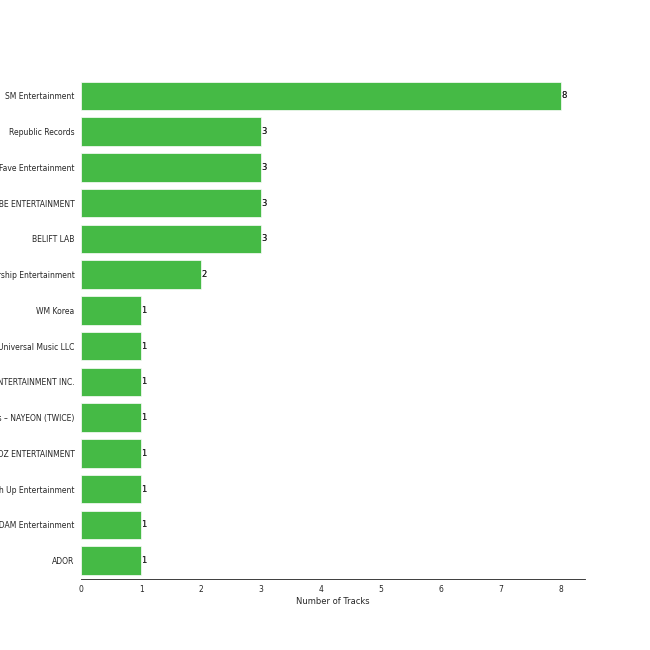 SM Entertainment 8
Republic Records 3
Fave Entertainment 3
BE ENTERTAINMENT 3
BELIFT LAB 3
rship Entertainment 2
WM Korea 1
Universal Music LLC 1
NTERTAINMENT INC. 1
s – NAYEON (TWICE) 1
OZ ENTERTAINMENT 1
h Up Entertainment 1
DAM Entertainment 1
ADOR 1
0 1 2 3 4 5 6 7 8
Number of Tracks